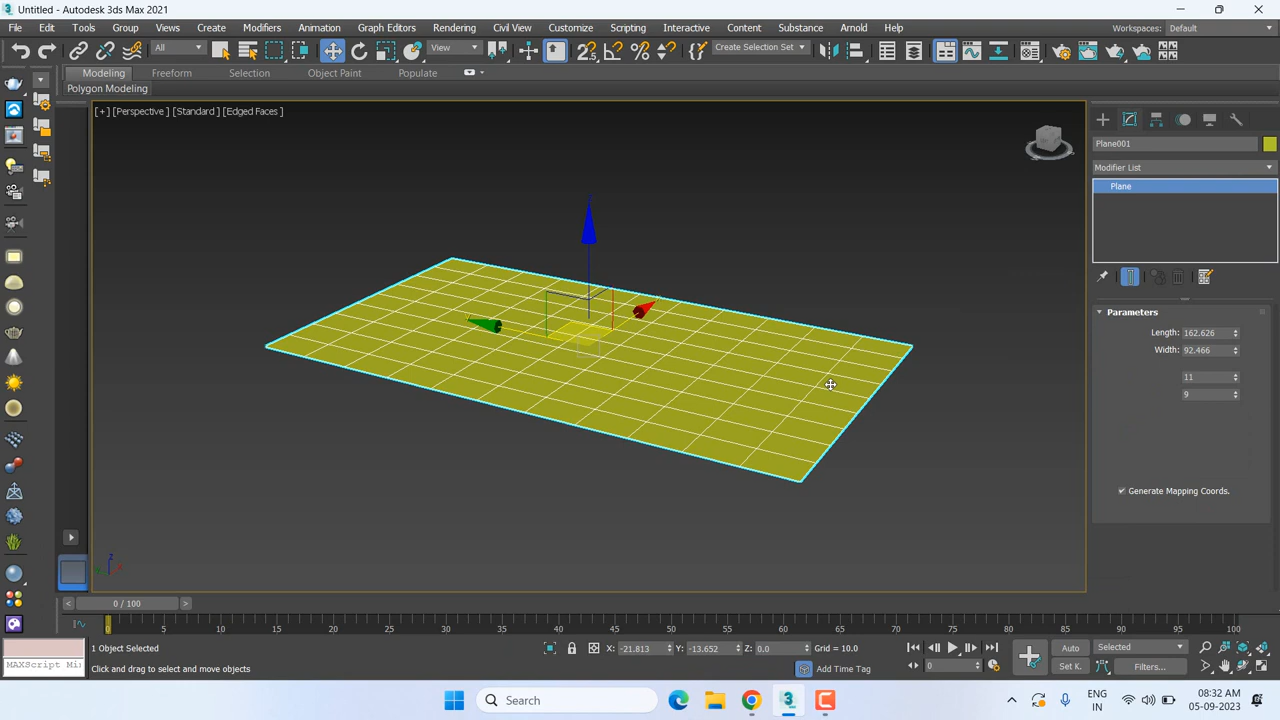 Untitled - Autodesk 3ds Max 2021
File Edit Tools Group Views Create Modifiers Animation Graph Editors Rendering Civil View Customize Scripting Interactive Content Substance Arnold Help Workspaces: Default
All View Create Selection Set
Modeling Freeform Selection Object Paint Populate
Polygon Modeling
[+] [Perspective ] [Standard ] [Edged Faces ]
Plane001
Modifier List
Plane
Parameters
Length: 162.626
Width: 92.466
11
9
Generate Mapping Coords.
z
0 / 100
0 5 10 15 20 25 30 35 40 45 50 55 60 65 70 75 80 85 90 95 100
1 Object Selected X: -21.813 Y: -13.652 Z: 0.0 Grid = 10.0 Auto Selected
MAXScript Mi Click and drag to select and move objects Add Time Tag 0 Set K. Filters...
Search
ENG
IN
08:32 AM
05-09-2023